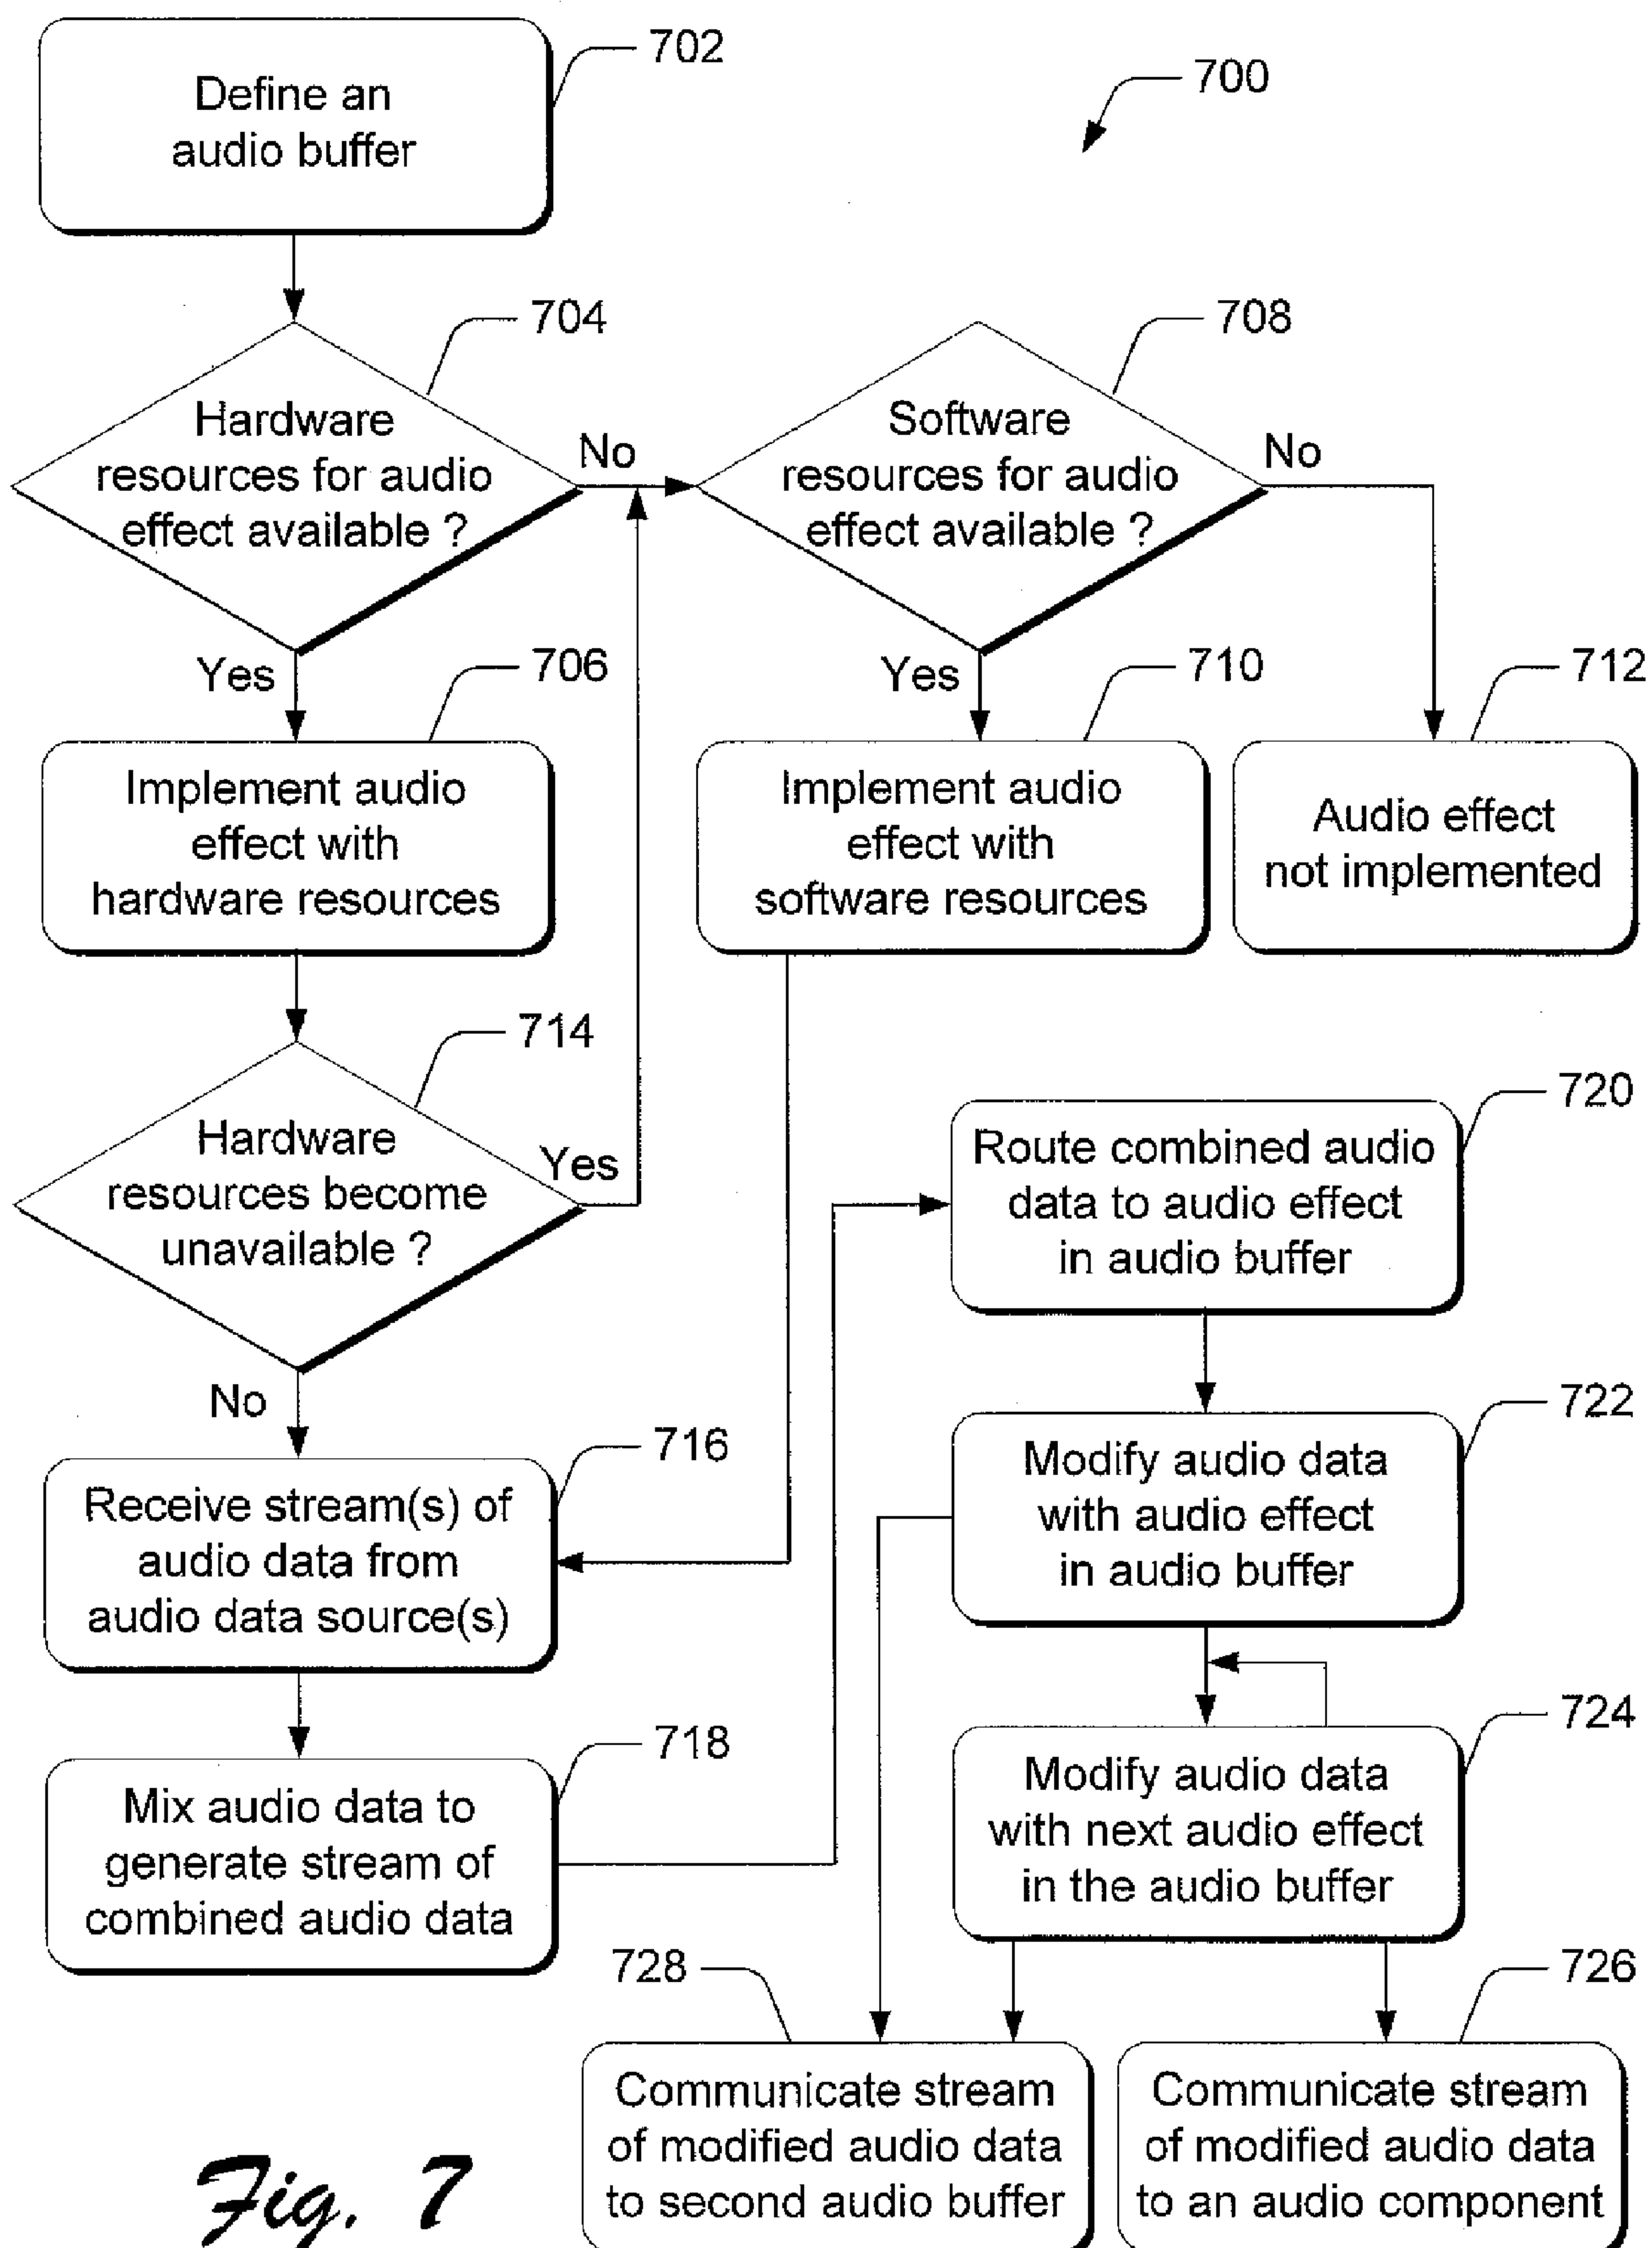 702
Define an
audio buffer
700
704
Hardware
resources for audio
effect available ?
No
Yes
708
Software
resources for audio
effect available ?
No
Yes
706
Implement audio
effect with
hardware resources
710
Implement audio
effect with
software resources
712
Audio effect
not implemented
714
Hardware
resources become
unavailable ?
Yes
No
716
Receive stream(s) of
audio data from
audio data source(s)
718
Mix audio data to
generate stream of
combined audio data
720
Route combined audio
data to audio effect
in audio buffer
722
Modify audio data
with audio effect
in audio buffer
724
Modify audio data
with next audio effect
in the audio buffer
728
Communicate stream
of modified audio data
to second audio buffer
726
Communicate stream
of modified audio data
to an audio component
Fig. 7